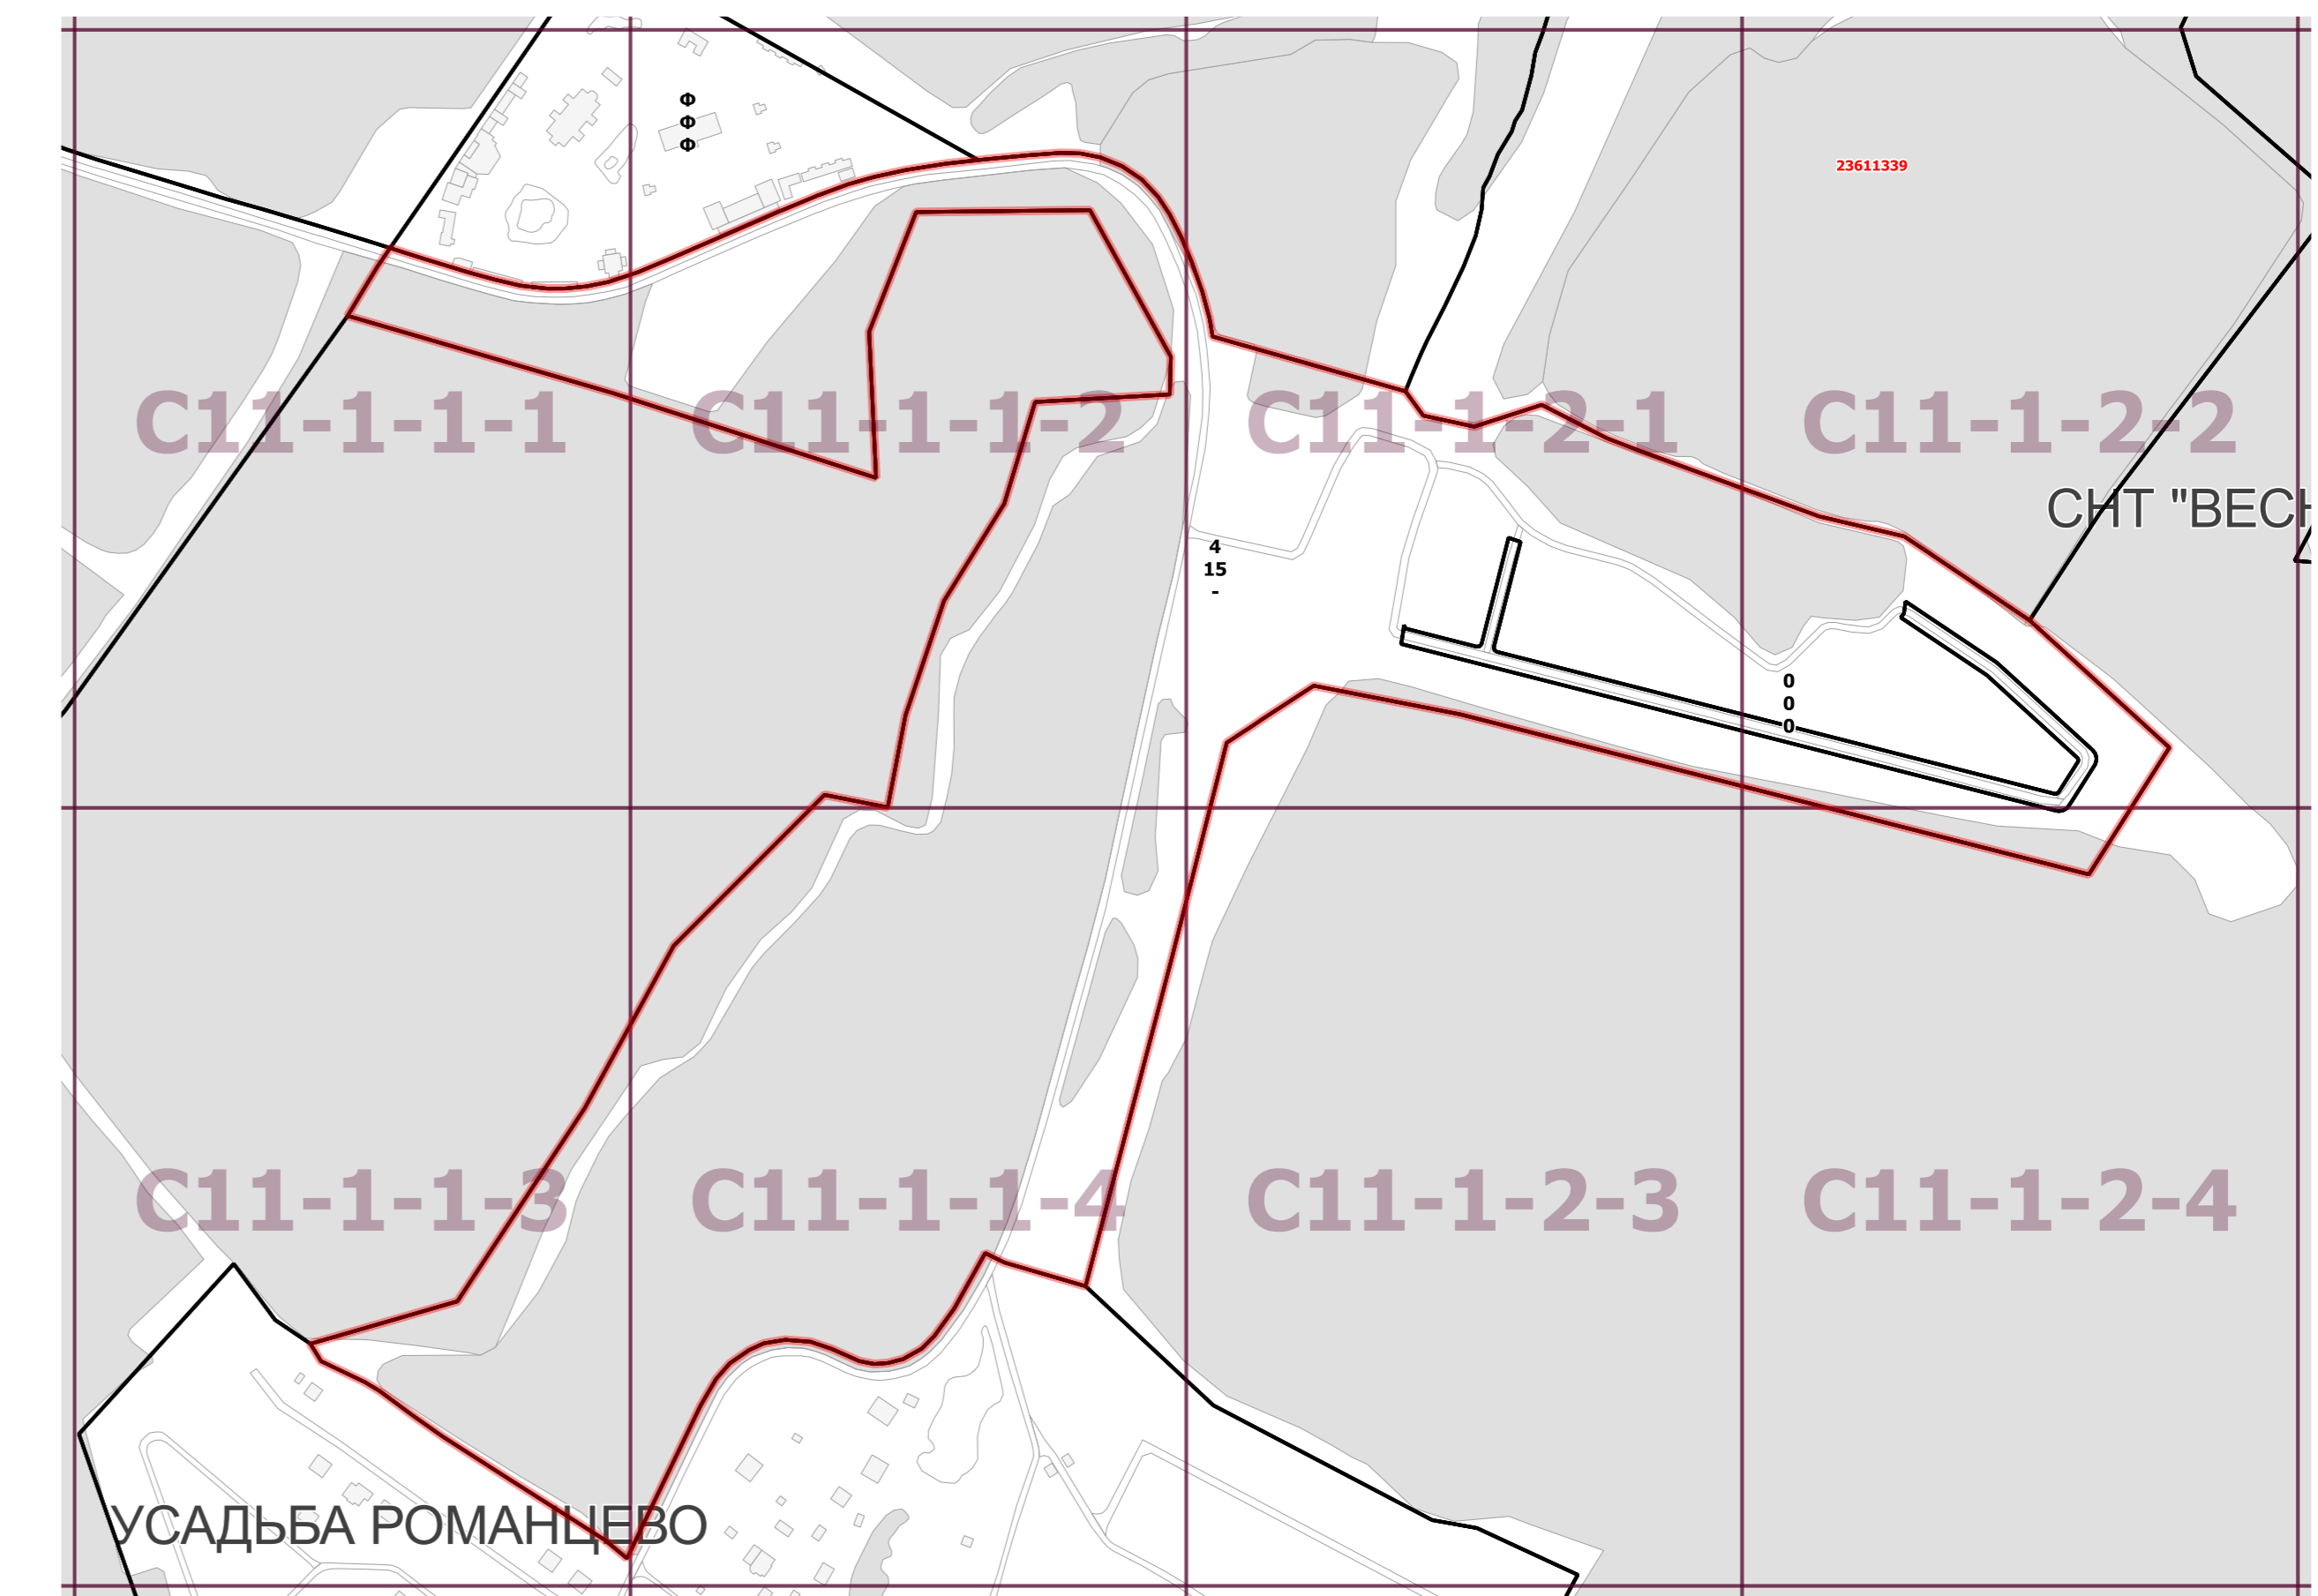 Ф
Ф
Ф
23611339
С11-1-1-1
С11-1-1-2
С11-1-2-1
С11-1-2-2
СНТ "ВЕСН
4
15
-
0
0
0
С11-1-1-3
С11-1-1-4
С11-1-2-3
С11-1-2-4
УСАДЬБА РОМАНЦЕВО